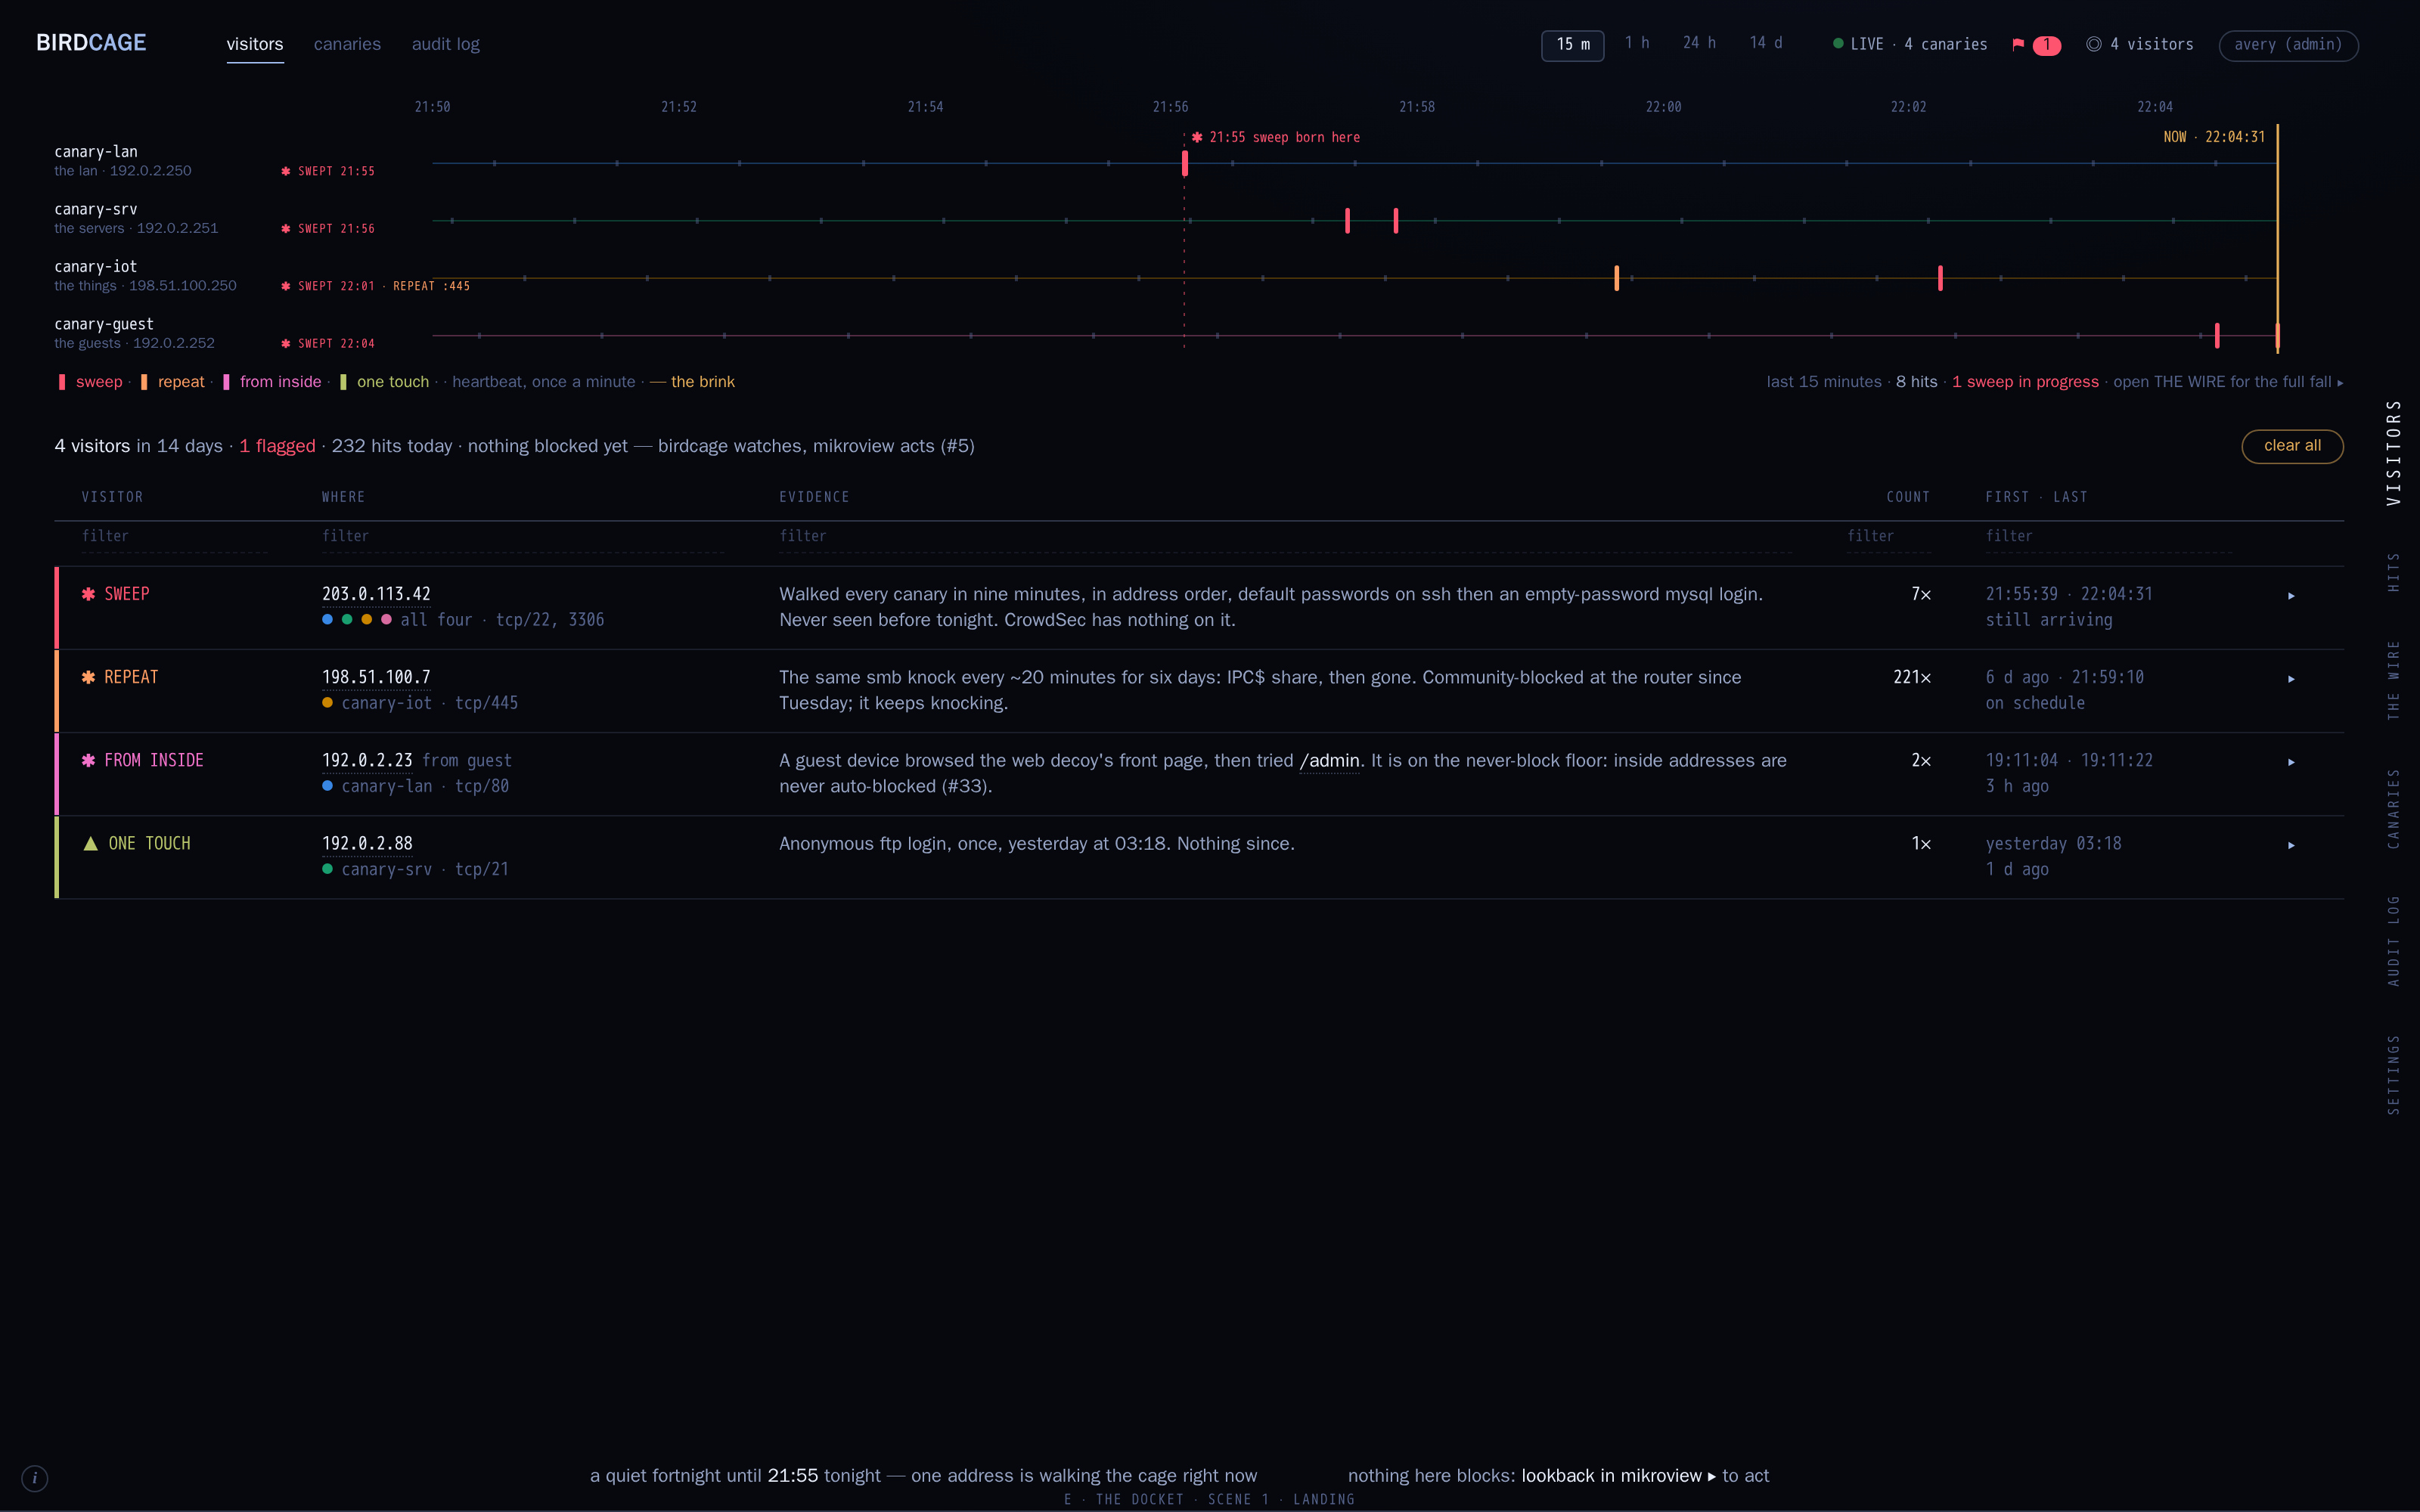 BIRDCAGE visitors canaries audit log 15 m 1 h 24 h 14 d LIVE · 4 canaries 1 ◎ 4 visitors avery (admin)
21:50 21:52 21:54 21:56 21:58 22:00 22:02 22:04
✱ 21:55 sweep born here NOW · 22:04:31
canary-lan
the lan · 192.0.2.250 ✱ SWEPT 21:55
canary-srv
the servers · 192.0.2.251 ✱ SWEPT 21:56
canary-iot
the things · 198.51.100.250 ✱ SWEPT 22:01 · REPEAT :445
canary-guest
the guests · 192.0.2.252 ✱ SWEPT 22:04
sweep · repeat · from inside · one touch · · heartbeat, once a minute · — the brink last 15 minutes · 8 hits · 1 sweep in progress · open THE WIRE for the full fall ▸
4 visitors in 14 days · 1 flagged · 232 hits today · nothing blocked yet — birdcage watches, mikroview acts (#5) clear all
VISITOR WHERE EVIDENCE COUNT FIRST · LAST
filter filter filter filter filter
✱ SWEEP 203.0.113.42 Walked every canary in nine minutes, in address order, default passwords on ssh then an empty-password mysql login. 7× 21:55:39 · 22:04:31 ▸
all four · tcp/22, 3306 Never seen before tonight. CrowdSec has nothing on it. still arriving
✱ REPEAT 198.51.100.7 The same smb knock every ~20 minutes for six days: IPC$ share, then gone. Community-blocked at the router since 221× 6 d ago · 21:59:10 ▸
canary-iot · tcp/445 Tuesday; it keeps knocking. on schedule
✱ FROM INSIDE 192.0.2.23 from guest A guest device browsed the web decoy's front page, then tried /admin. It is on the never-block floor: inside addresses are 2× 19:11:04 · 19:11:22 ▸
canary-lan · tcp/80 never auto-blocked (#33). 3 h ago
▲ ONE TOUCH 192.0.2.88 Anonymous ftp login, once, yesterday at 03:18. Nothing since. 1× yesterday 03:18 ▸
canary-srv · tcp/21 1 d ago
VISITORS
HITS
THE WIRE
CANARIES
AUDIT LOG
SETTINGS
i a quiet fortnight until 21:55 tonight — one address is walking the cage right now nothing here blocks: lookback in mikroview ▸ to act
E · THE DOCKET · SCENE 1 · LANDING